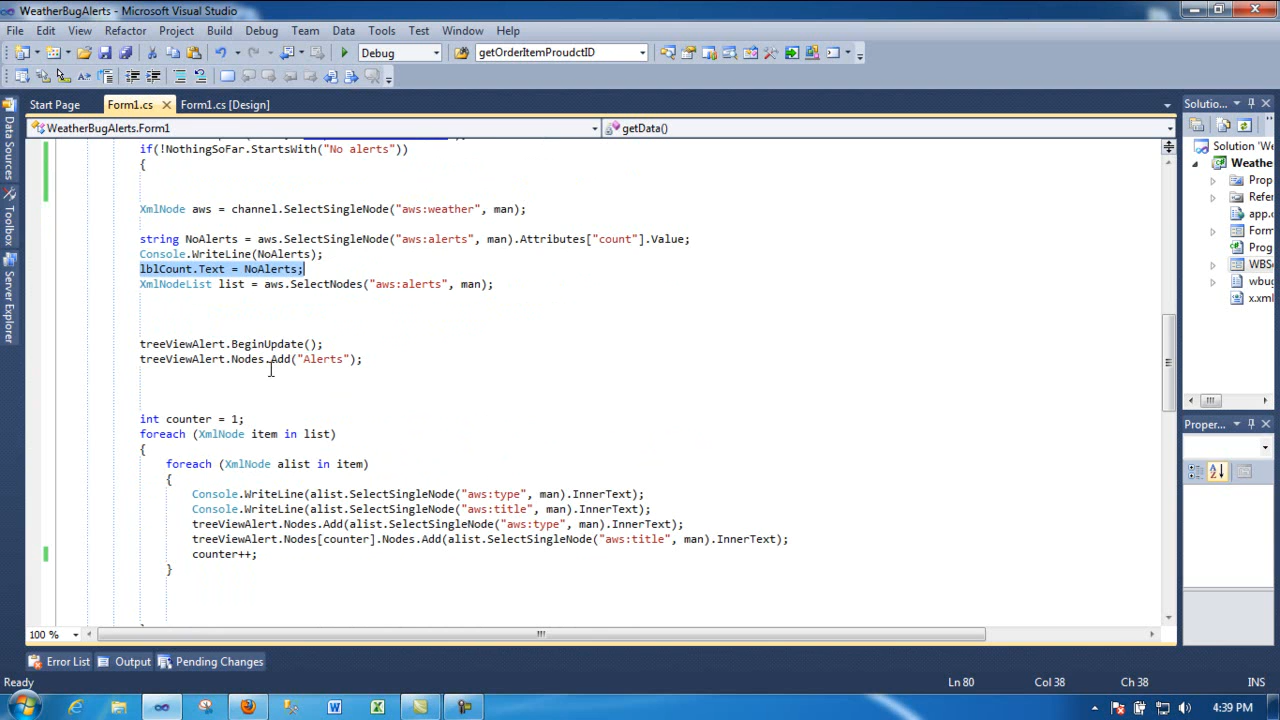 WeatherBugAlerts - Microsoft Visual Studio
File Edit View Refactor Project Build Debug Team Data Tools Test Window Help
Debug getOrderItemProudctID
Start Page Form1.cs Form1.cs [Design]
WeatherBugAlerts.Form1 getData()
if(!NothingSoFar.StartsWith("No alerts"))
{
XmlNode aws = channel.SelectSingleNode("aws:weather", man);
string NoAlerts = aws.SelectSingleNode("aws:alerts", man).Attributes["count"].Value;
Console.WriteLine(NoAlerts);
lblCount.Text = NoAlerts;
XmlNodeList list = aws.SelectNodes("aws:alerts", man);
treeViewAlert.BeginUpdate();
treeViewAlert.Nodes.Add("Alerts");
int counter = 1;
foreach (XmlNode item in list)
{
foreach (XmlNode alist in item)
{
Console.WriteLine(alist.SelectSingleNode("aws:type", man).InnerText);
Console.WriteLine(alist.SelectSingleNode("aws:title", man).InnerText);
treeViewAlert.Nodes.Add(alist.SelectSingleNode("aws:type", man).InnerText);
treeViewAlert.Nodes[counter].Nodes.Add(alist.SelectSingleNode("aws:title", man).InnerText);
counter++;
}
100 %
Data Sources
Toolbox
Server Explorer
Solutio...
Solution 'We
Weather
Prop
Refer
app.c
Form
Prog
WBS
wbug
x.xml
Proper...
Error List Output Pending Changes
Ready Ln 80 Col 38 Ch 38 INS
4:39 PM